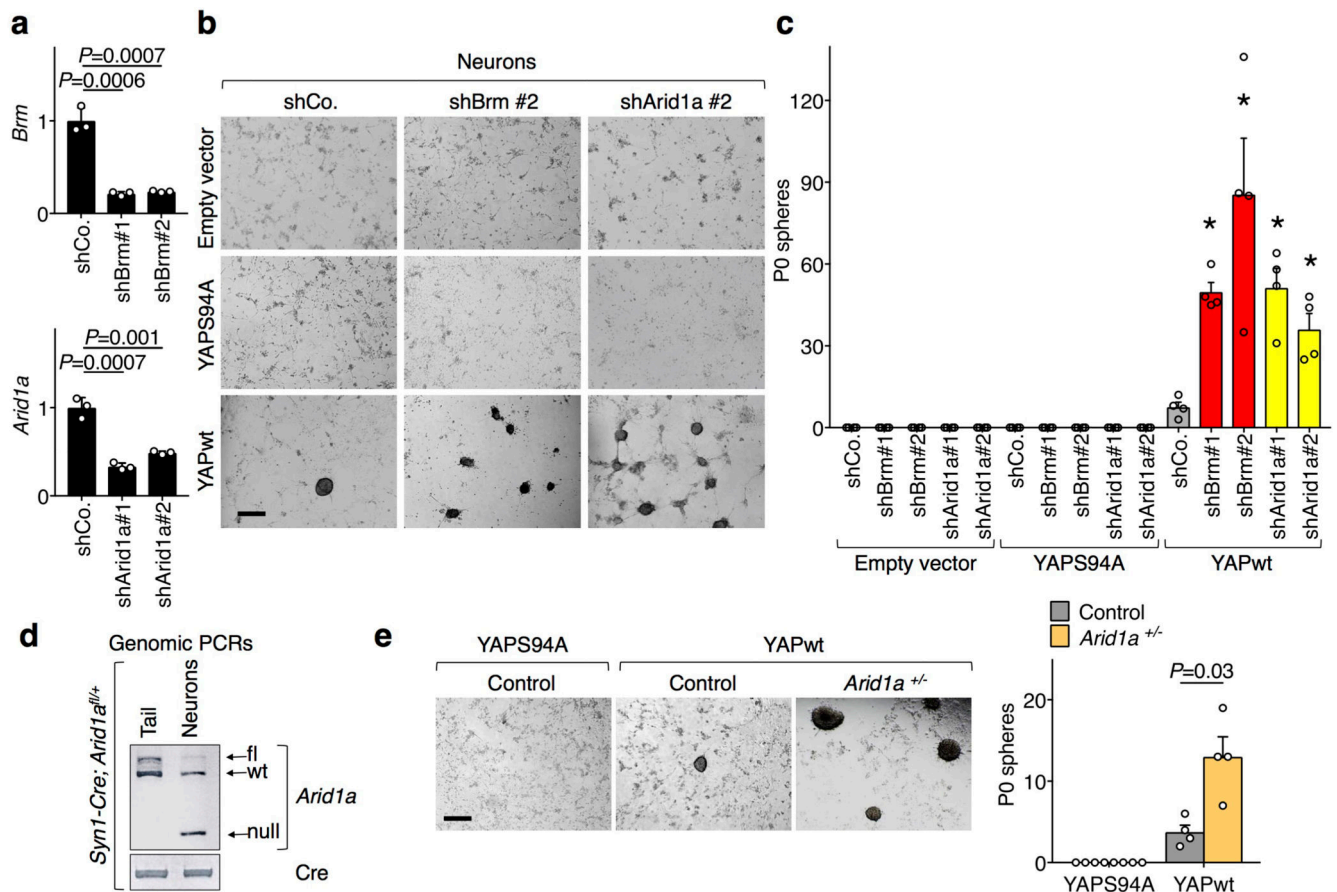 a
P=0.0007
P=0.0006
Brm
1
0
shCo.
shBrm#1
shBrm#2
P=0.001
P=0.0007
Arid1a
1
0
shCo.
shArid1a#1
shArid1a#2
b
Neurons
shCo.
shBrm #2
shArid1a #2
Empty vector
YAPS94A
YAPwt
c
P0 spheres
120
90
60
30
0
*
*
*
*
shCo.
shBrm#1
shBrm#2
shArid1a#1
shArid1a#2
shCo.
shBrm#1
shBrm#2
shArid1a#1
shArid1a#2
shCo.
shBrm#1
shBrm#2
shArid1a#1
shArid1a#2
Empty vector
YAPS94A
YAPwt
d
Genomic PCRs
Syn1-Cre; Arid1a fl/+
Tail
Neurons
fl
wt
null
Arid1a
Cre
e
YAPS94A
YAPwt
Control
Control
Arid1a +/-
Control
Arid1a +/-
P=0.03
P0 spheres
20
10
0
YAPS94A
YAPwt